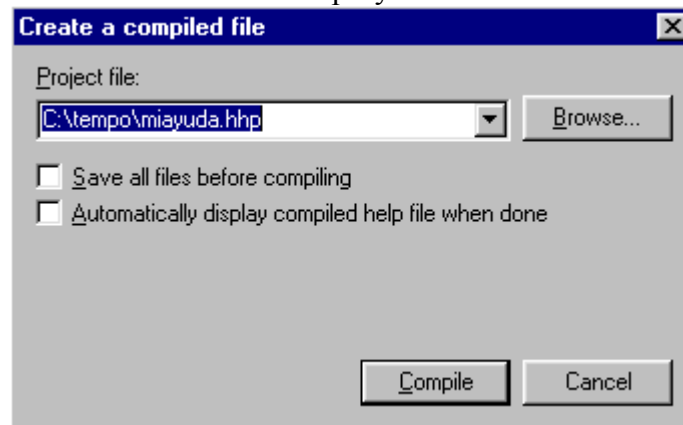 Create a compiled file
Project file:
C:\tempo\miayuda.hhp
Browse...
Save all files before compiling
Automatically display compiled help file when done
Compile
Cancel